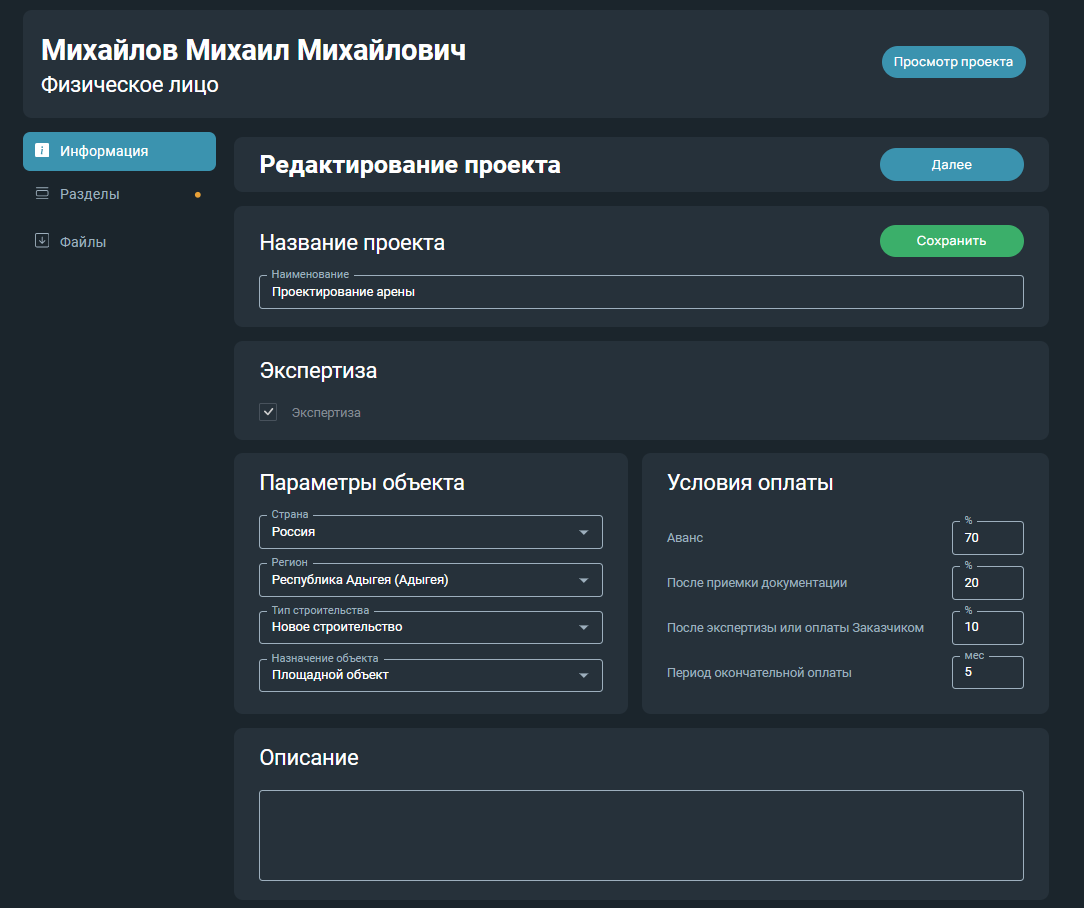 Михайлов Михаил Михайлович
Физическое лицо
Просмотр проекта
Информация
Разделы
Файлы
Редактирование проекта
Далее
Название проекта
Сохранить
Наименование
Проектирование арены
Экспертиза
Экспертиза
Параметры объекта
Страна
Россия
Регион
Республика Адыгея (Адыгея)
Тип строительства
Новое строительство
Назначение объекта
Площадной объект
Условия оплаты
%
Аванс 70
%
После приемки документации 20
%
После экспертизы или оплаты Заказчиком 10
мес
Период окончательной оплаты 5
Описание